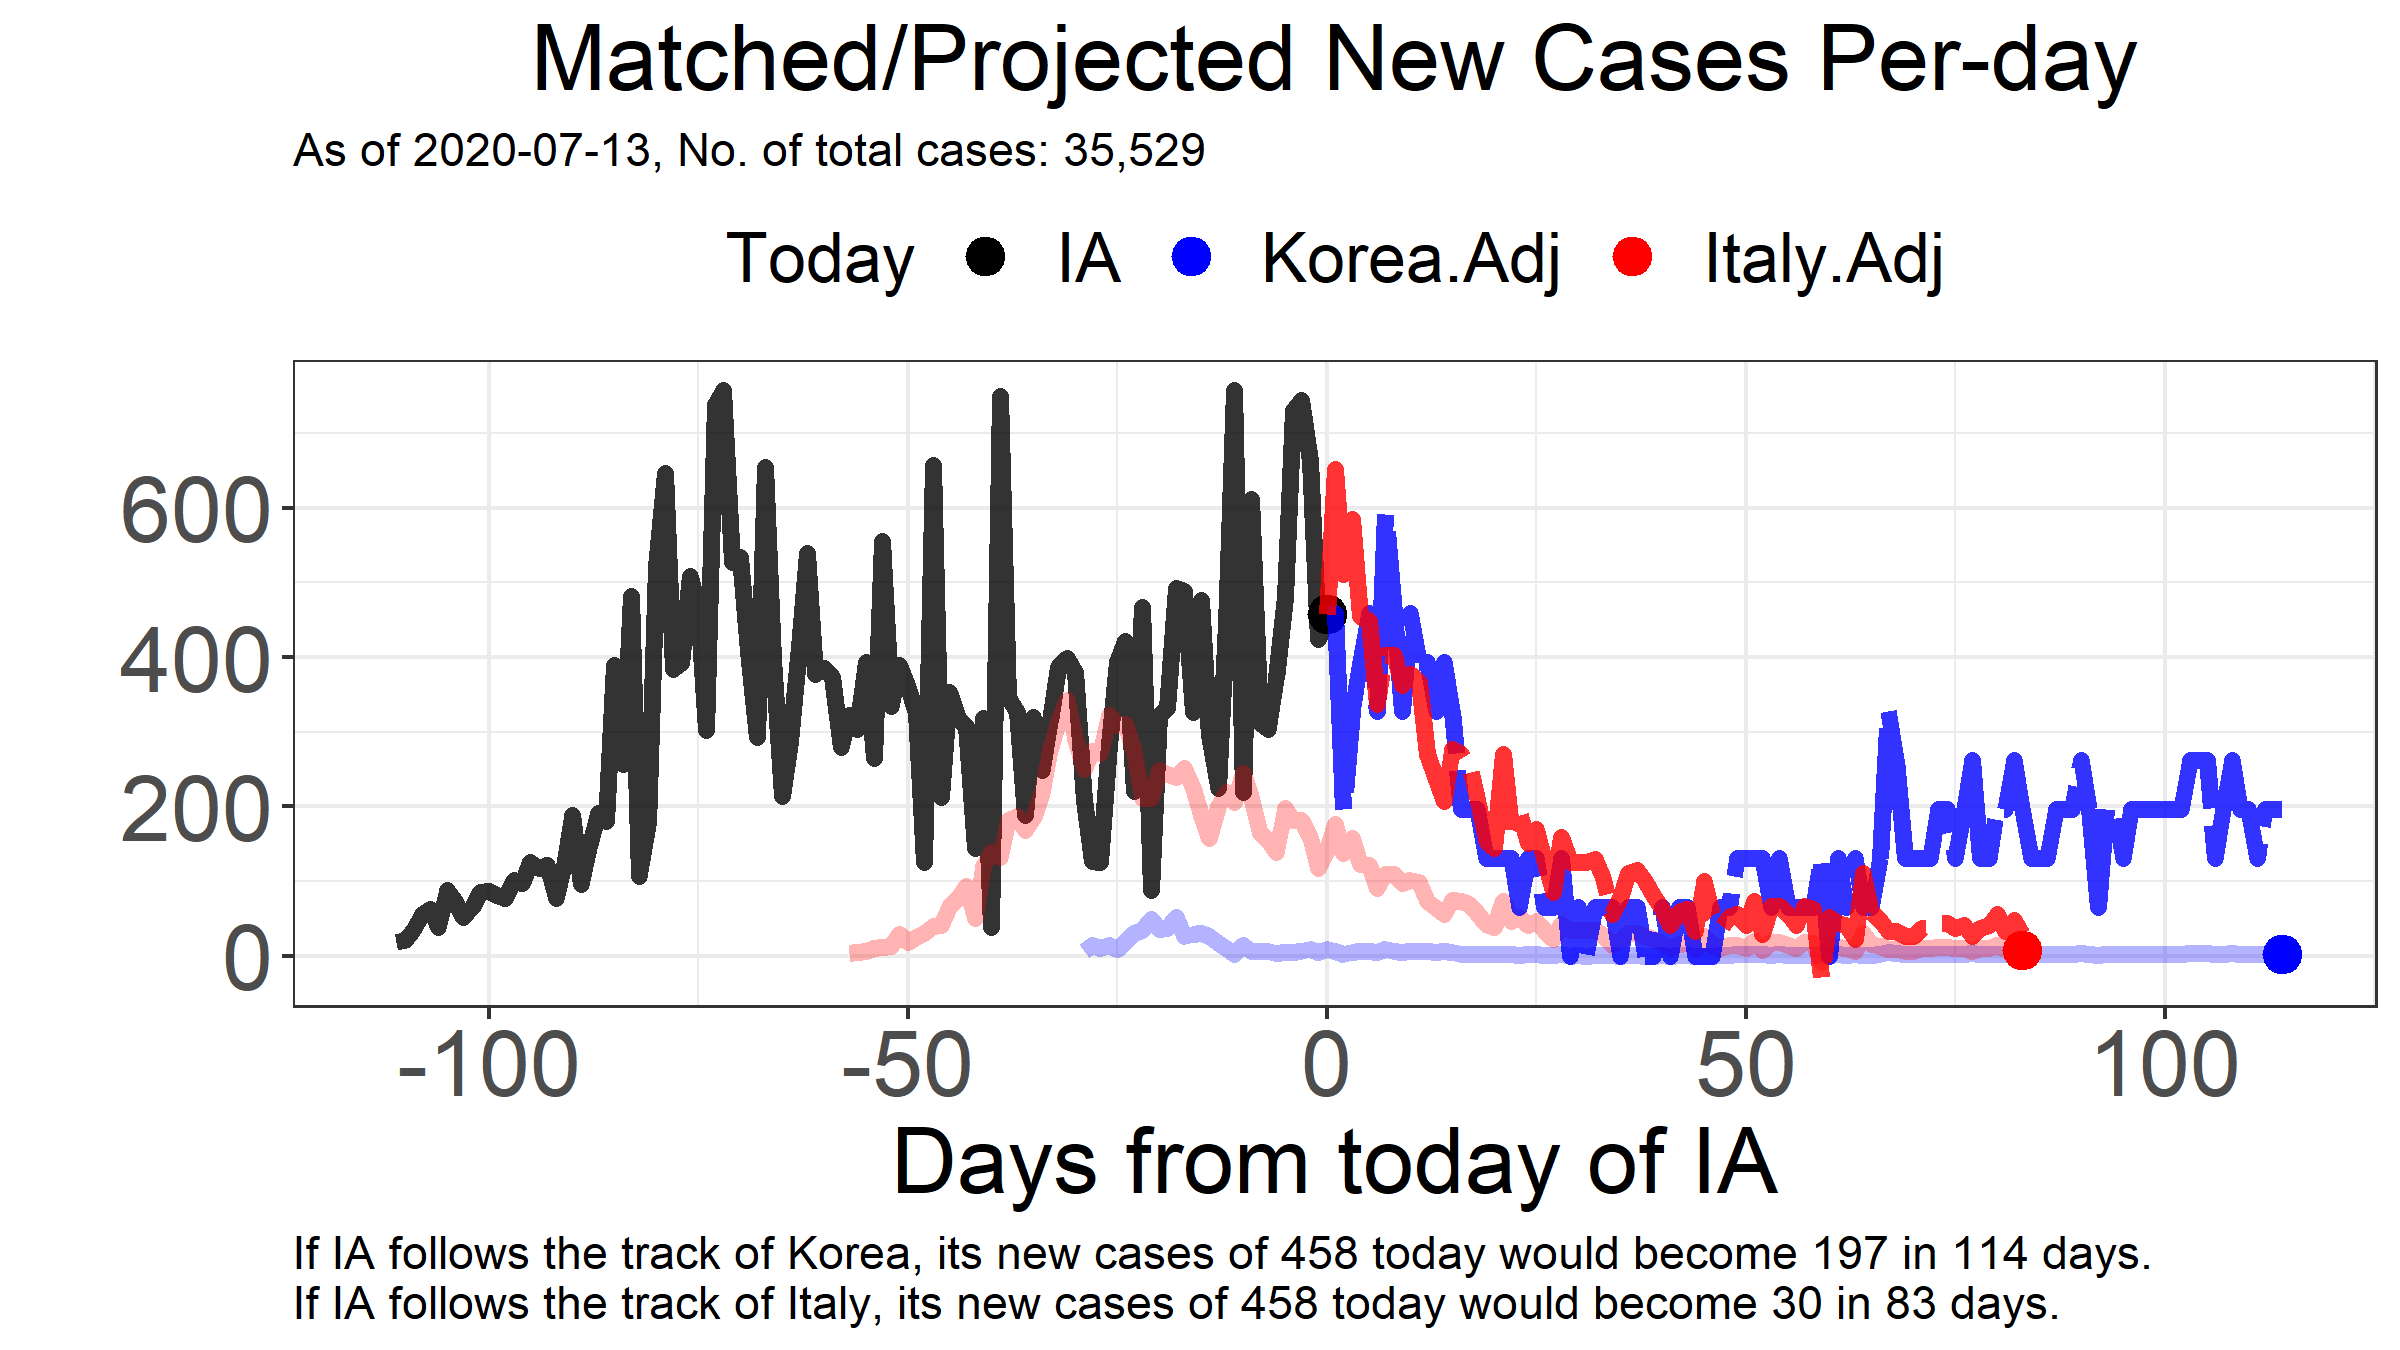 Matched/Projected New Cases Per-day
As of 2020-07-13, No. of total cases: 35,529
Today IA Korea.Adj Italy.Adj
600
400
200
0
-100 -50 0 50 100
Days from today of IA
If IA follows the track of Korea, its new cases of 458 today would become 197 in 114 days.
If IA follows the track of Italy, its new cases of 458 today would become 30 in 83 days.